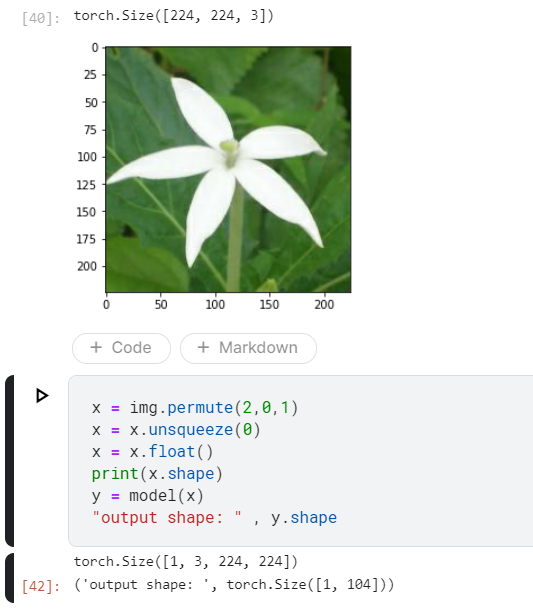 [40]: torch.Size([224, 224, 3])
0
25
50
75
100
125
150
175
200
0 50 100 150 200
+ Code + Markdown
x = img.permute(2,0,1)
x = x.unsqueeze(0)
x = x.float()
print(x.shape)
y = model(x)
"output shape: " , y.shape
torch.Size([1, 3, 224, 224])
[42]: ('output shape: ', torch.Size([1, 104]))